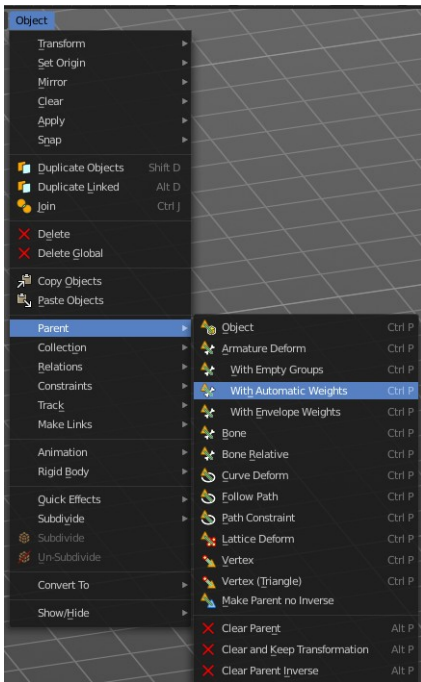 Object
Transform
Set Origin
Mirror
Clear
Apply
Snap
Duplicate Objects Shift D
Duplicate Linked Alt D
Join Ctrl J
Delete
Delete Global
Copy Objects
Paste Objects
Parent
Collection
Relations
Constraints
Track
Make Links
Animation
Rigid Body
Quick Effects
Subdivide
Subdivide
Un-Subdivide
Convert To
Show/Hide
Object Ctrl P
Armature Deform Ctrl P
With Empty Groups Ctrl P
With Automatic Weights Ctrl P
With Envelope Weights Ctrl P
Bone Ctrl P
Bone Relative Ctrl P
Curve Deform Ctrl P
Follow Path Ctrl P
Path Constraint Ctrl P
Lattice Deform Ctrl P
Vertex Ctrl P
Vertex (Triangle) Ctrl P
Make Parent no Inverse
Clear Parent Alt P
Clear and Keep Transformation Alt P
Clear Parent Inverse Alt P